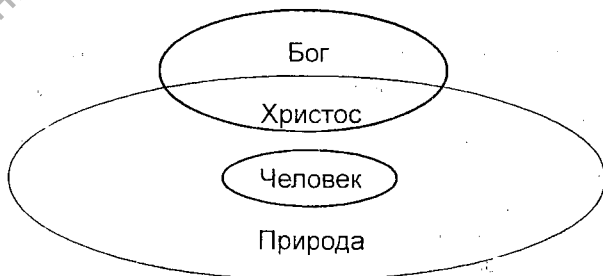 Бог
Христос
Человек
Природа